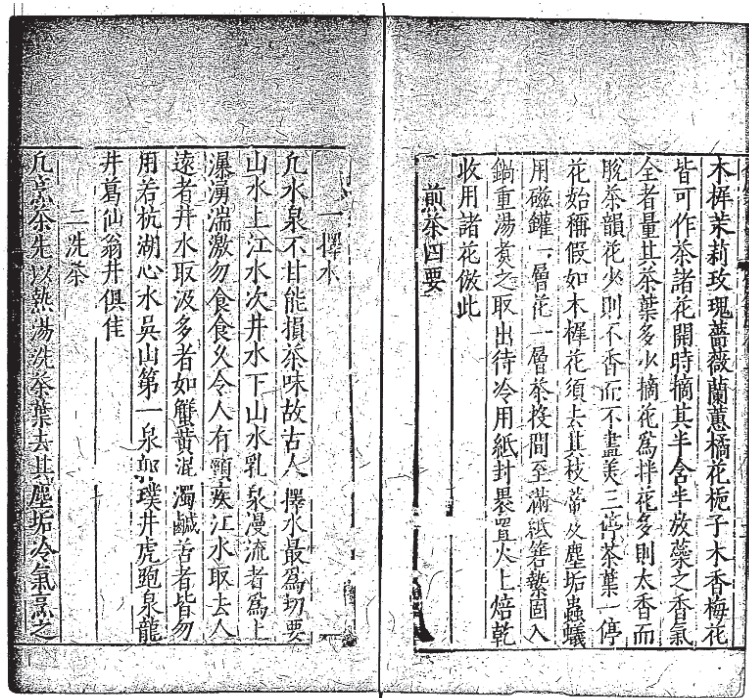 木樨茉莉玫瑰薔薇蘭蕙橘花梔子木香梅花
皆可作茶諸花開時摘其半含半放蘂之香氣
全者量其茶葉多少摘花爲拌花多則太香而
脫茶韻花少則不香而不盡美三停茶葉一停
花始稱假如木樨花須去其枝蒂及塵垢蟲蟻
用磁罐一層花一層茶投間至滿紙箬縶固入
鍋重湯煑之取出待冷用紙封裹置火上焙乾
收用諸花倣此
煎茶四要
一擇水
凢水泉不甘能損茶味故古人擇水最爲切要
山水上江水次井水下山水乳泉漫流者爲上
瀑湧湍激勿食食久令人有頸疾江水取去人
遠者井水取汲多者如蟹黃混濁鹹苦者皆勿
用若杭湖心水吳山第一泉郭璞井虎跑泉龍
井葛仙翁井俱佳
二洗茶
凢烹茶先以熱湯洗茶葉去其塵垢冷氣烹之